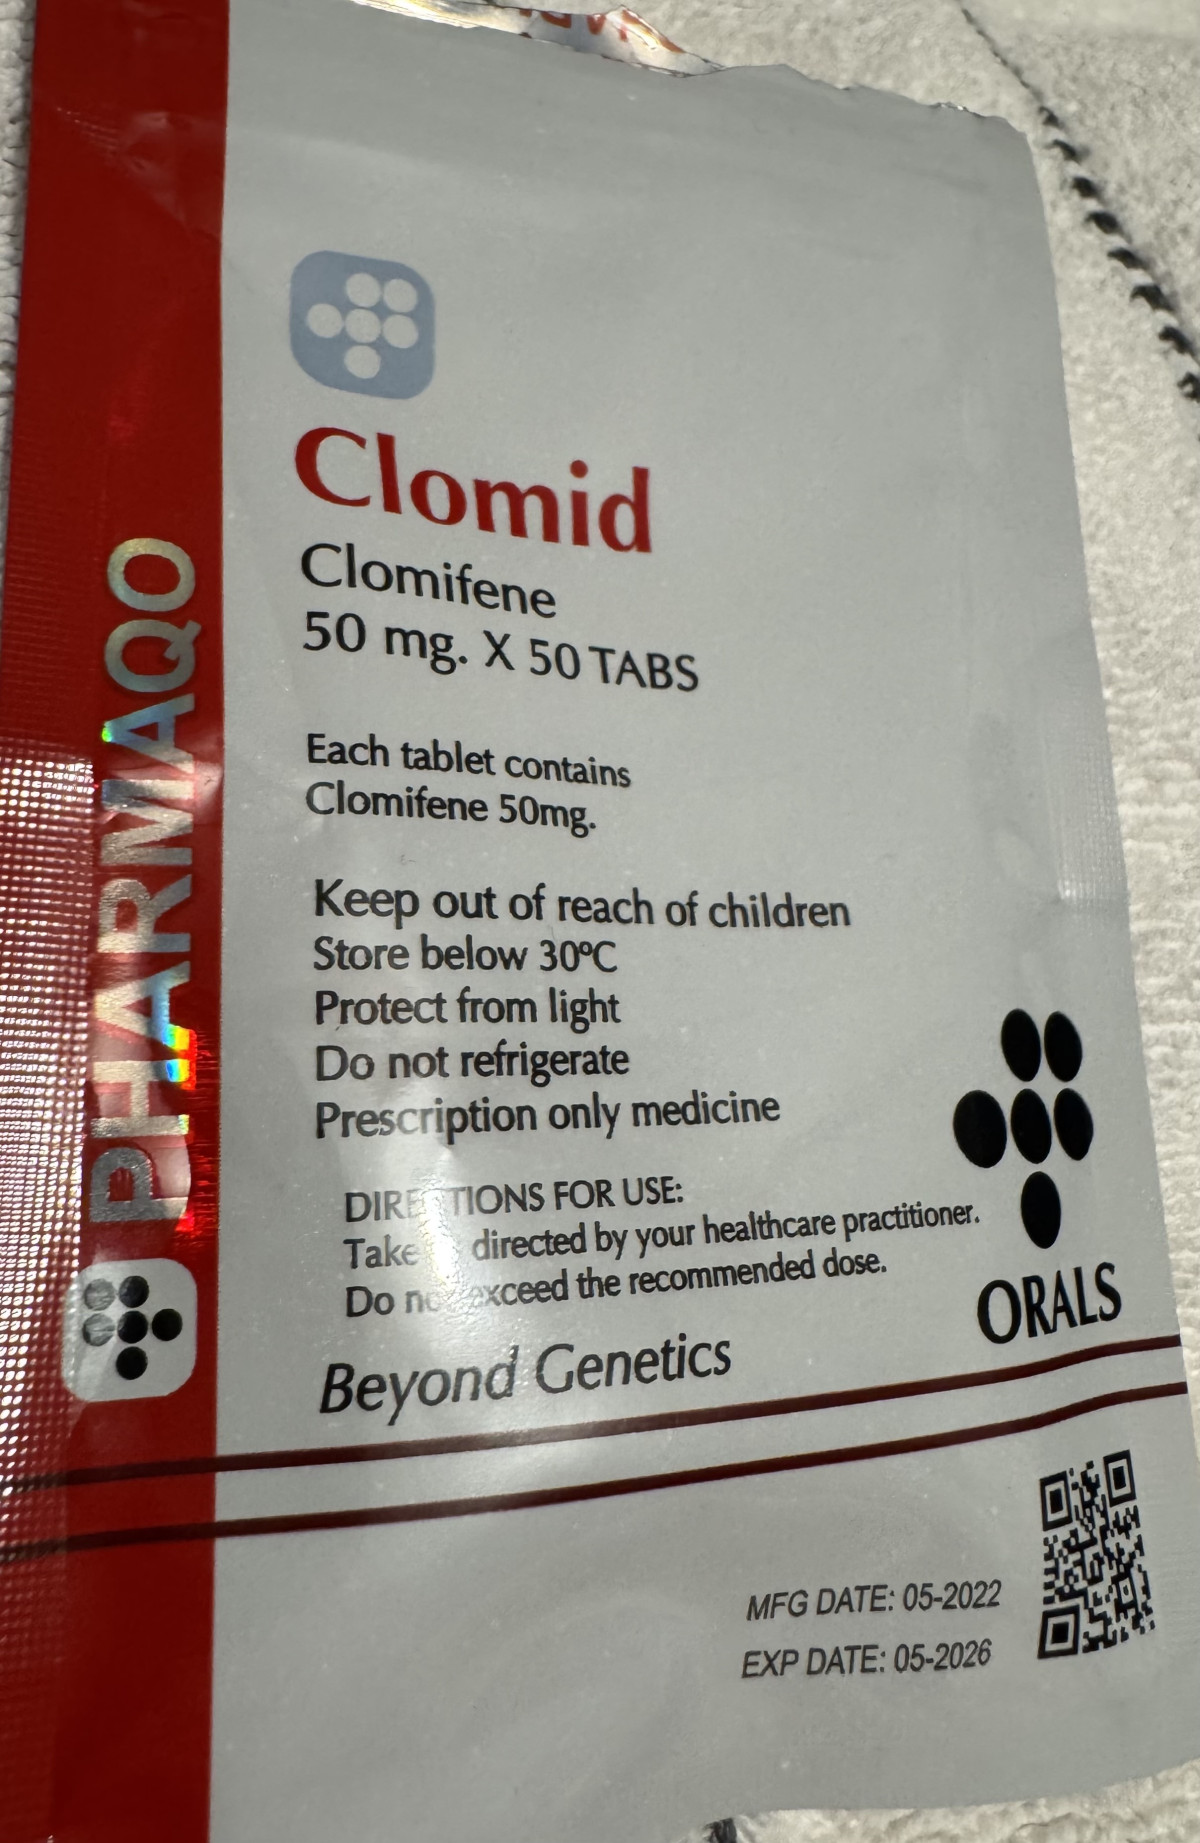 PHARMAQO
Clomid
Clomifene
50 mg. X 50 TABS
Each tablet contains
Clomifene 50mg.
Keep out of reach of children
Store below 30ºC
Protect from light
Do not refrigerate
Prescription only medicine
DIRECTIONS FOR USE:
Take directed by your healthcare practitioner.
Do not exceed the recommended dose.
Beyond Genetics
ORALS
MFG DATE: 05-2022
EXP DATE: 05-2026